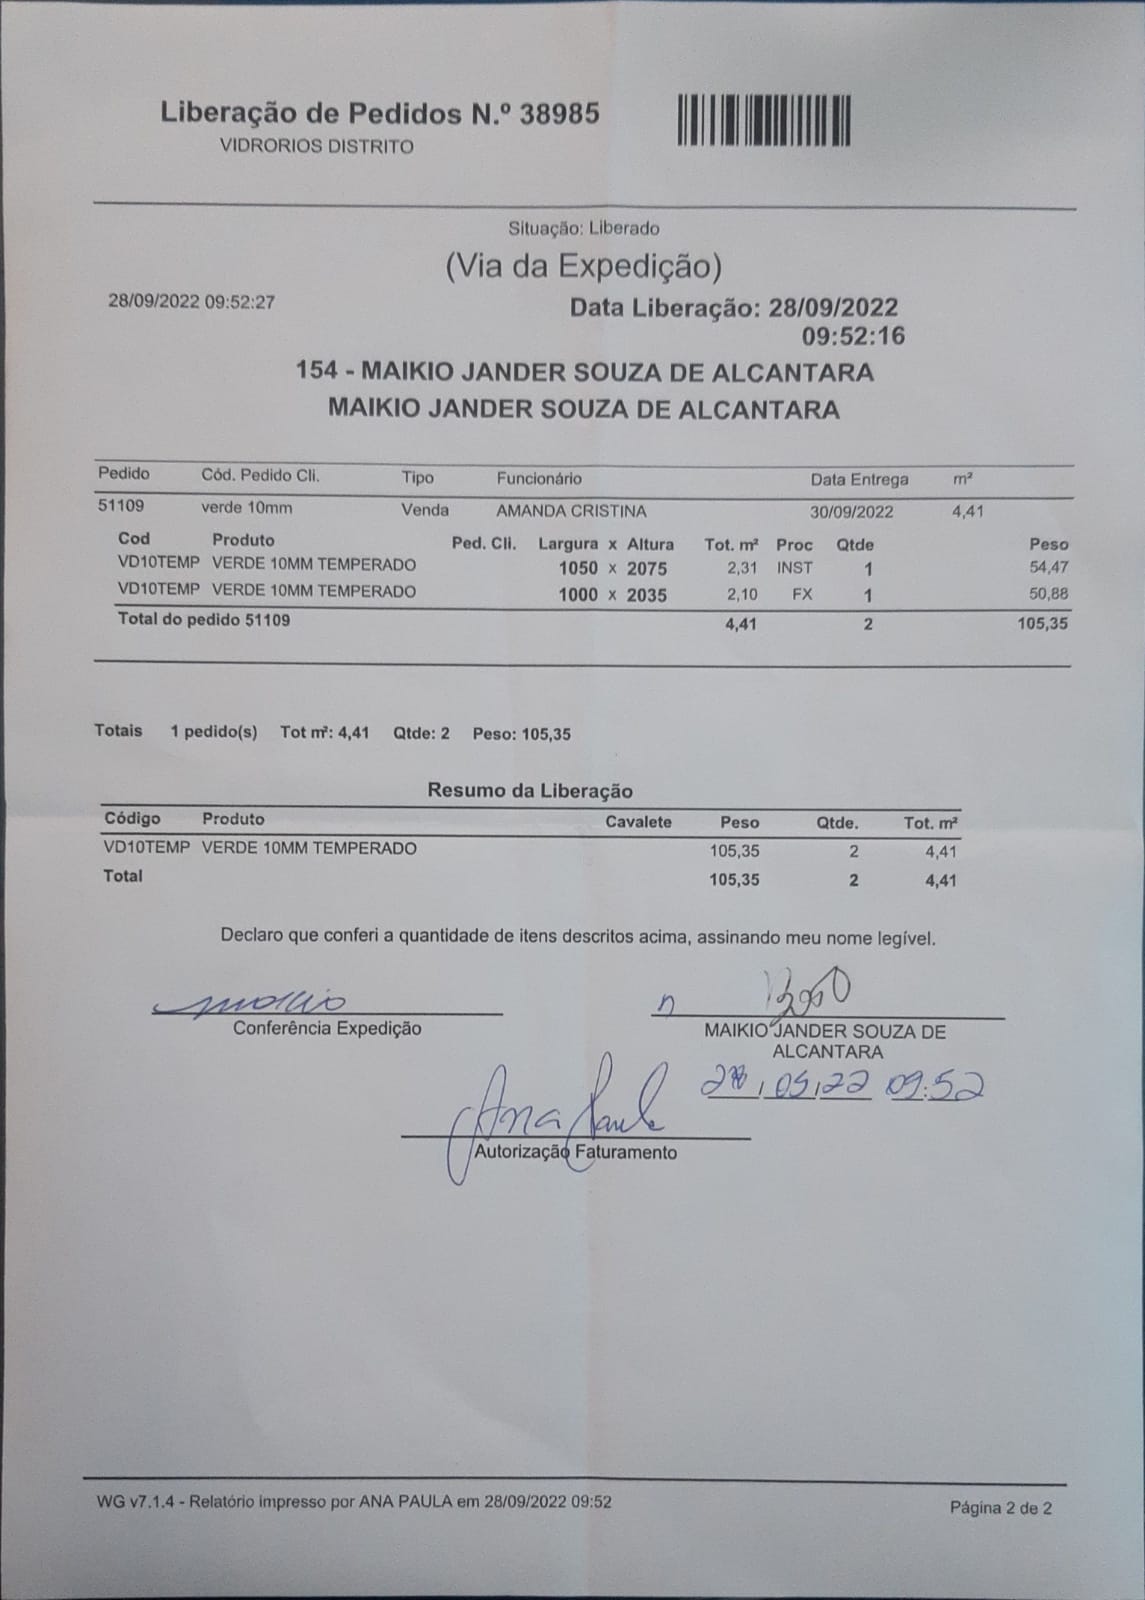 Liberação de Pedidos N.º 38985
VIDRORIOS DISTRITO
Situação: Liberado
(Via da Expedição)
28/09/2022 09:52:27
Data Liberação: 28/09/2022
09:52:16
154 - MAIKIO JANDER SOUZA DE ALCANTARA
MAIKIO JANDER SOUZA DE ALCANTARA
Pedido Cód. Pedido Cli. Tipo Funcionário Data Entrega m²
51109 verde 10mm Venda AMANDA CRISTINA 30/09/2022 4,41
Cod Produto Ped. Cli. Largura x Altura Tot. m² Proc Qtde Peso
VD10TEMP VERDE 10MM TEMPERADO 1050 x 2075 2,31 INST 1 54,47
VD10TEMP VERDE 10MM TEMPERADO 1000 x 2035 2,10 FX 1 50,88
Total do pedido 51109 4,41 2 105,35
Totais 1 pedido(s) Tot m²: 4,41 Qtde: 2 Peso: 105,35
Resumo da Liberação
Código Produto Cavalete Peso Qtde. Tot. m²
VD10TEMP VERDE 10MM TEMPERADO 105,35 2 4,41
Total 105,35 2 4,41
Declaro que conferi a quantidade de itens descritos acima, assinando meu nome legível.
Conferência Expedição
MAIKIO JANDER SOUZA DE
ALCANTARA
09:52
Ana Paula
Autorização Faturamento
WG v7.1.4 - Relatório impresso por ANA PAULA em 28/09/2022 09:52
Página 2 de 2